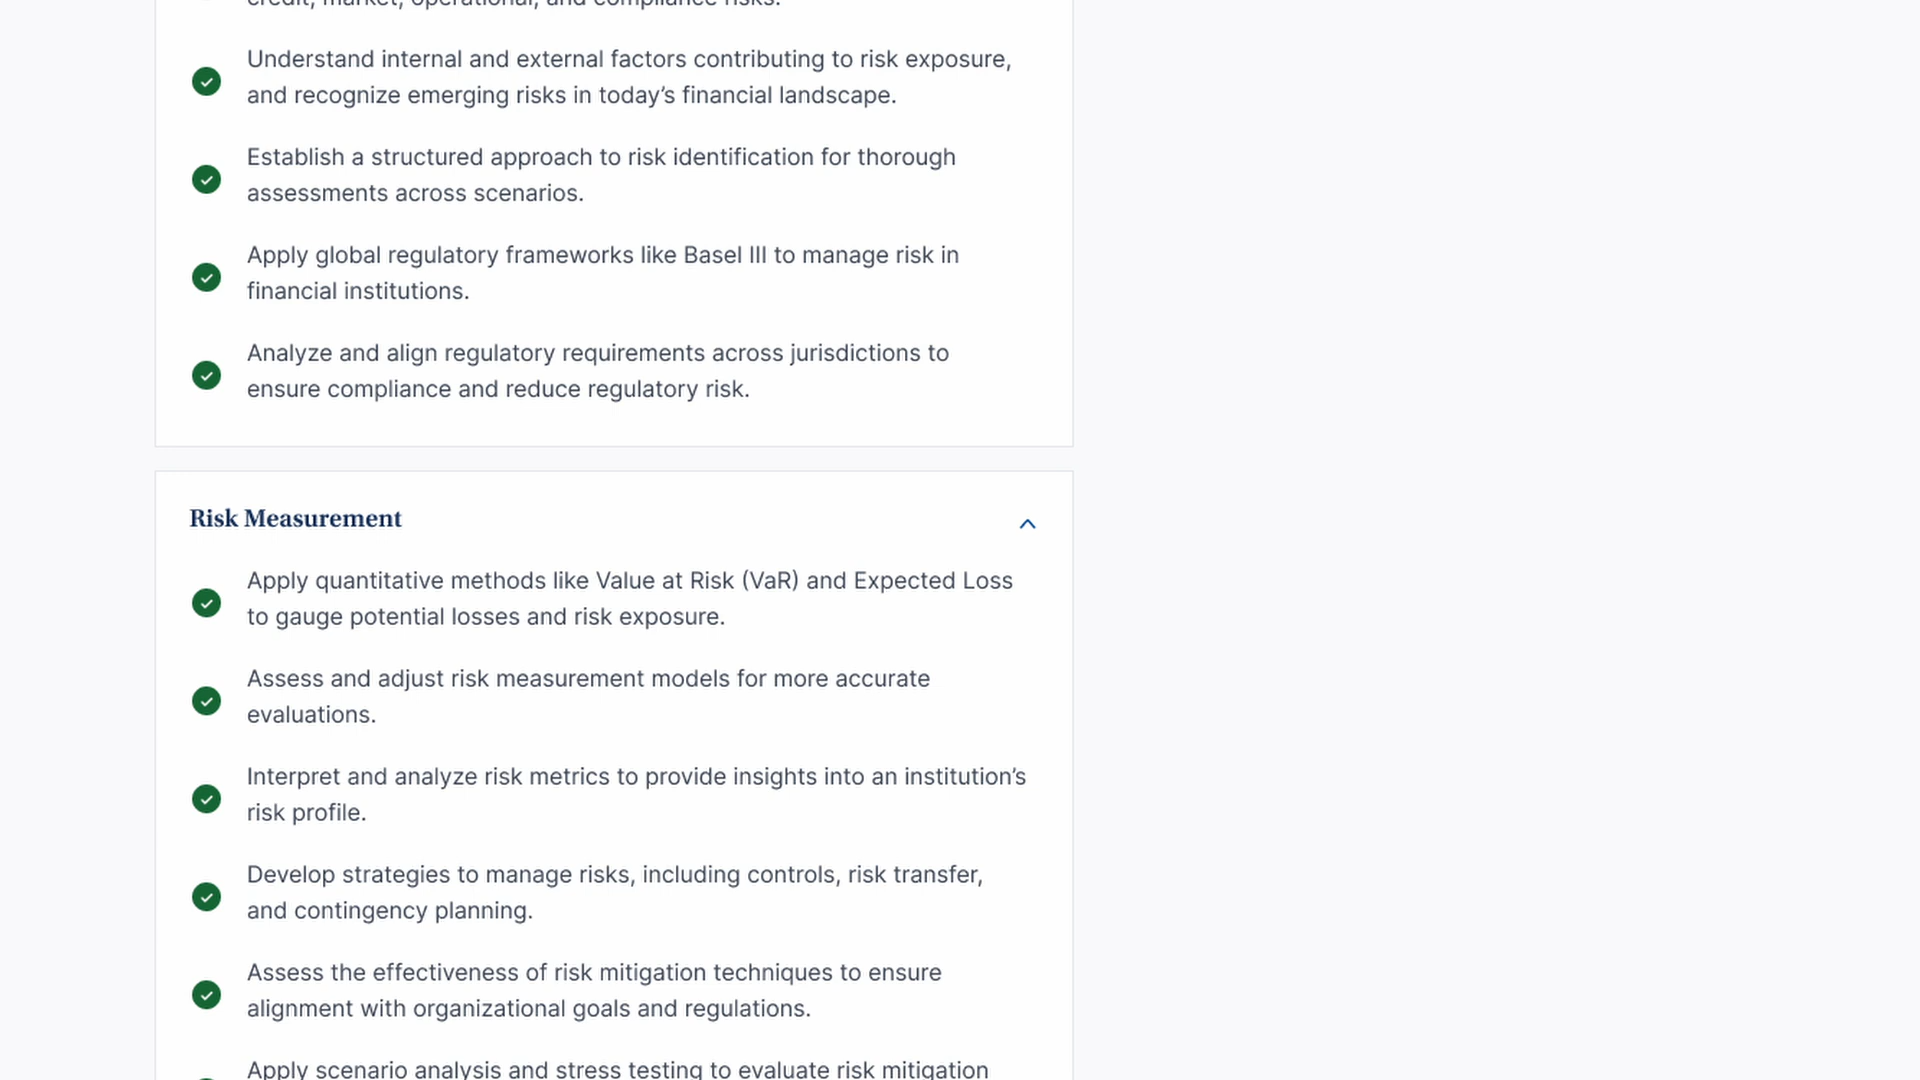 credit, market, operational, and compliance risks.
Understand internal and external factors contributing to risk exposure,
and recognize emerging risks in today’s financial landscape.
Establish a structured approach to risk identification for thorough
assessments across scenarios.
Apply global regulatory frameworks like Basel III to manage risk in
financial institutions.
Analyze and align regulatory requirements across jurisdictions to
ensure compliance and reduce regulatory risk.
Risk Measurement
Apply quantitative methods like Value at Risk (VaR) and Expected Loss
to gauge potential losses and risk exposure.
Assess and adjust risk measurement models for more accurate
evaluations.
Interpret and analyze risk metrics to provide insights into an institution’s
risk profile.
Develop strategies to manage risks, including controls, risk transfer,
and contingency planning.
Assess the effectiveness of risk mitigation techniques to ensure
alignment with organizational goals and regulations.
Apply scenario analysis and stress testing to evaluate risk mitigation